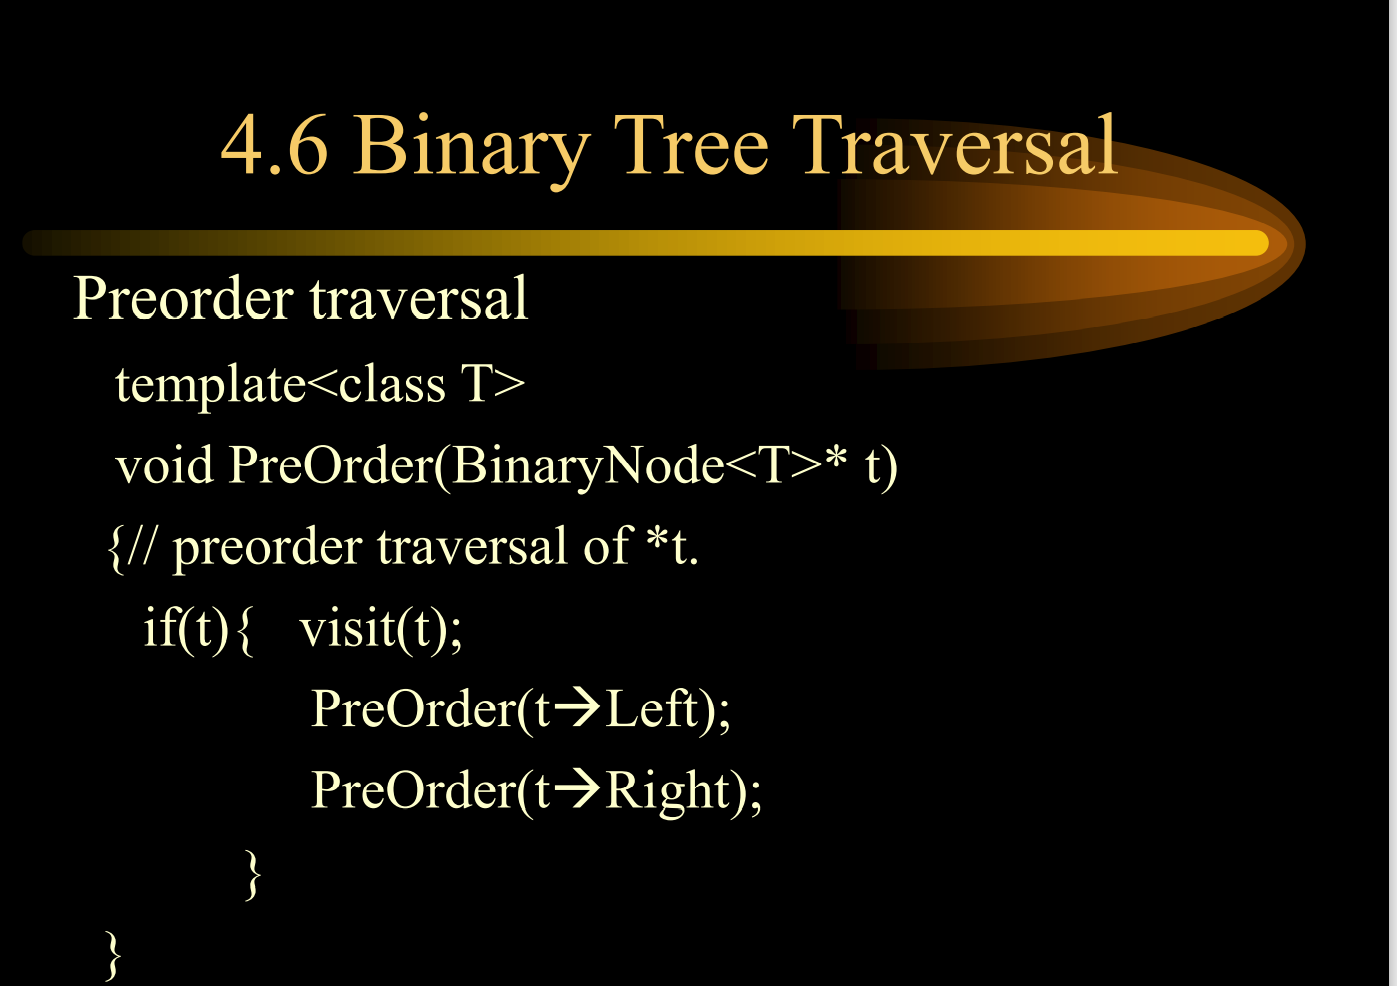 4.6 Binary Tree Traversal
Preorder traversal
template<class T>
void PreOrder(BinaryNode<T>* t)
{// preorder traversal of *t.
if(t){ visit(t);
PreOrder(t→Left);
PreOrder(t→Right);
}
}